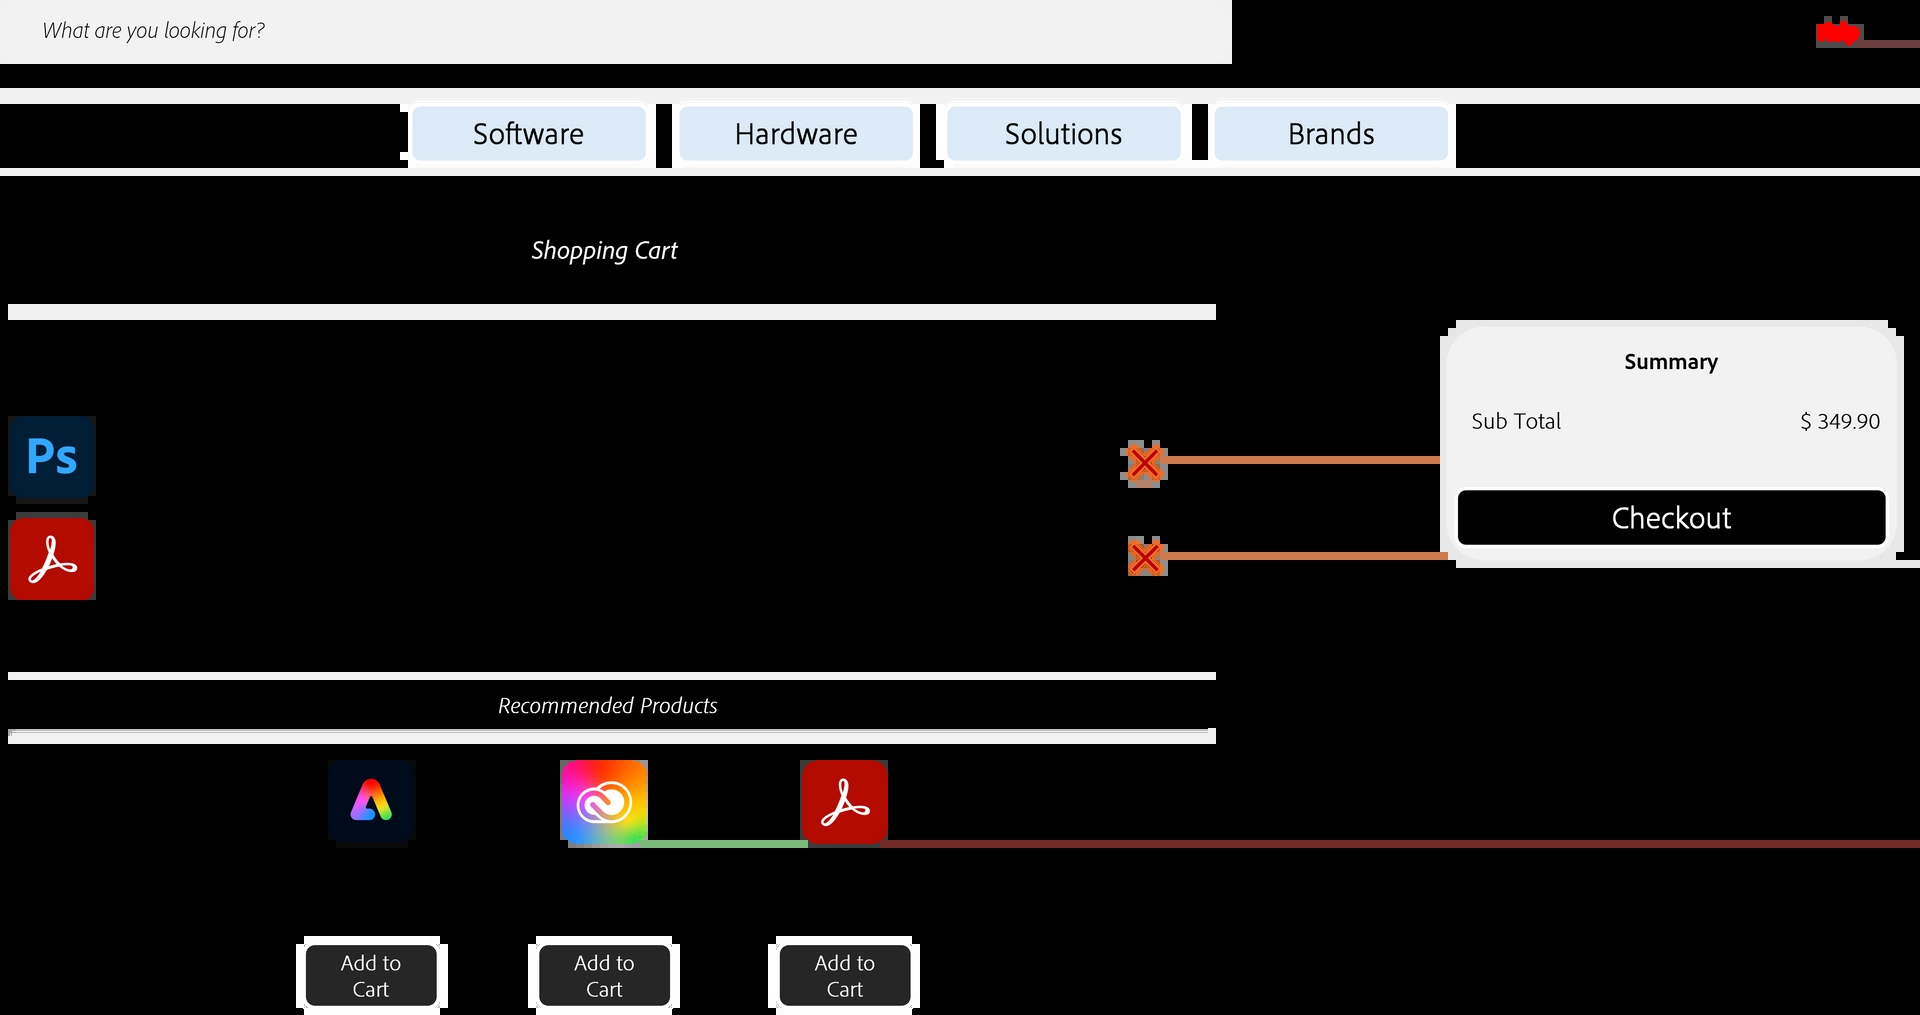 What are you looking for?
Software
Hardware
Solutions
Brands
Shopping Cart
Summary
Sub Total
$ 349.90
Checkout
Ps
Recommended Products
Add to
Cart
Add to
Cart
Add to
Cart